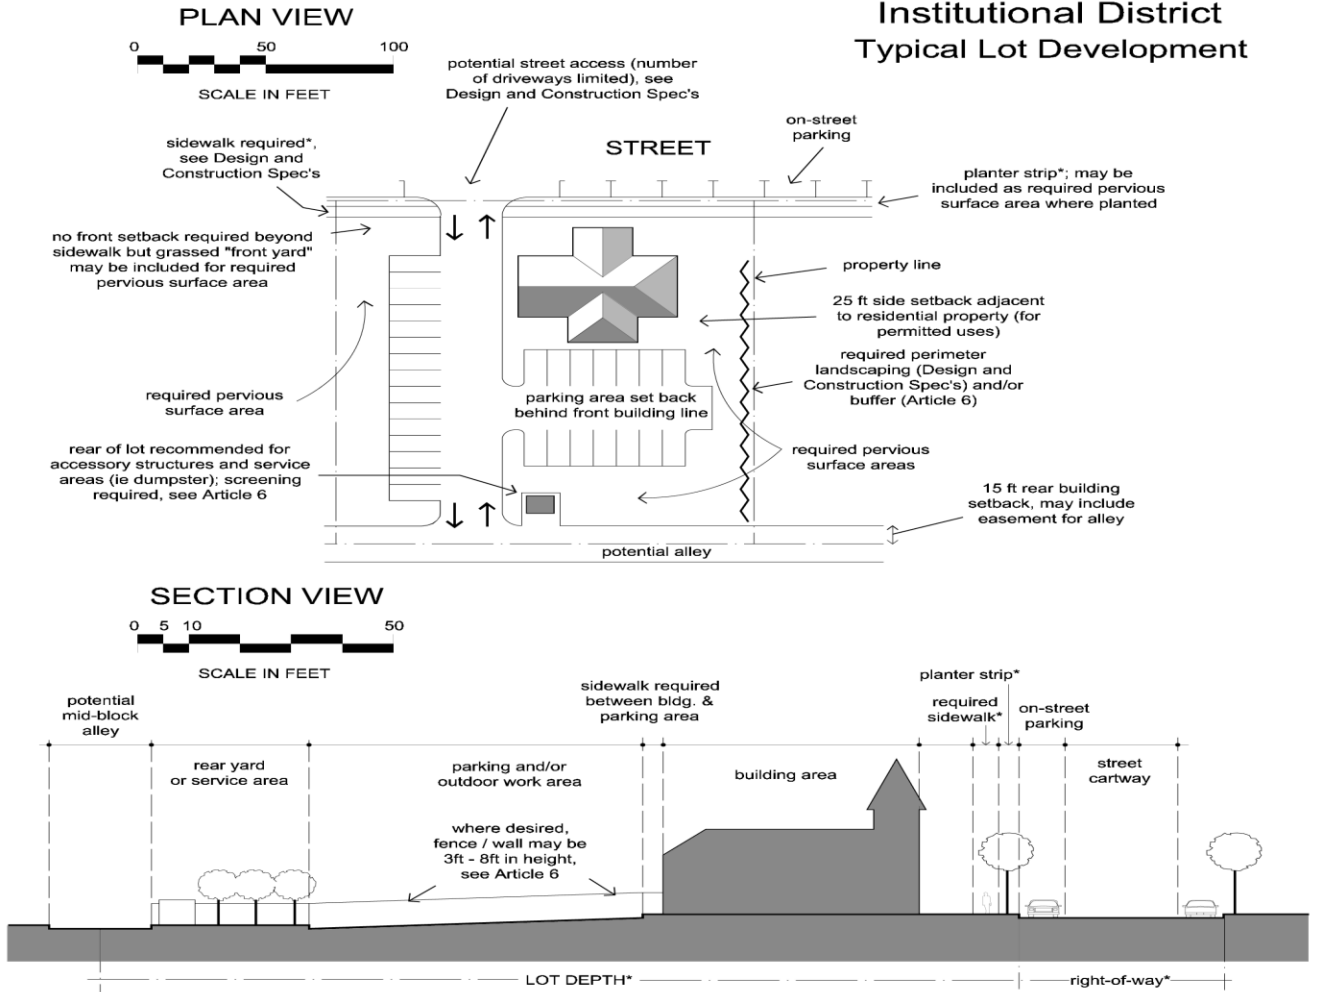 PLAN VIEW
0 50 100
SCALE IN FEET
Institutional District
Typical Lot Development
potential street access (number
of driveways limited), see
Design and Construction Spec's
on-street
parking
STREET
sidewalk required*,
see Design and
Construction Spec's
planter strip*; may be
included as required pervious
surface area where planted
no front setback required beyond
sidewalk but grassed "front yard"
may be included for required
pervious surface area
property line
25 ft side setback adjacent
to residential property (for
permitted uses)
required perimeter
landscaping (Design and
Construction Spec's) and/or
buffer (Article 6)
required pervious
surface area
parking area set back
behind front building line
rear of lot recommended for
accessory structures and service
areas (ie dumpster); screening
required, see Article 6
required pervious
surface areas
15 ft rear building
setback, may include
easement for alley
potential alley
SECTION VIEW
0 5 10 50
SCALE IN FEET
potential
mid-block
alley
sidewalk required
between bldg. &
parking area
planter strip*
required
sidewalk*
on-street
parking
rear yard
or service area
parking and/or
outdoor work area
building area
street
cartway
where desired,
fence / wall may be
3ft - 8ft in height,
see Article 6
LOT DEPTH*
right-of-way*